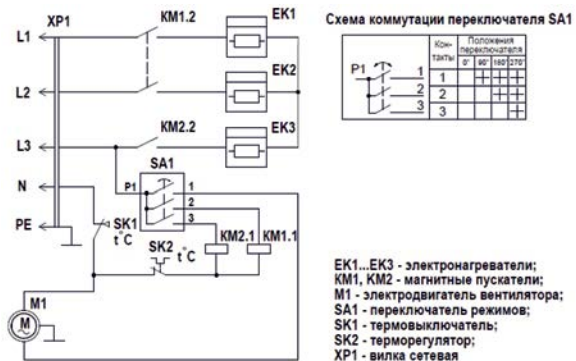 XP1 KM1.2 EK1
L1
EK2
L2
KM2.2 EK3
L3
SA1
N P1 1
2
PE SK1 3
t°C SK2 t°C KM2.1 KM1.1
M1
M
Схема коммутации переключателя SA1
Кон-такты Положения переключателя
0° 90° 180° 270°
P1 1 1 + + +
2 2 + +
3 3 +
EK1...EK3 - электронагреватели;
KM1, KM2 - магнитные пускатели;
M1 - электродвигатель вентилятора;
SA1 - переключатель режимов;
SK1 - термовыключатель;
SK2 - терморегулятор;
XP1 - вилка сетевая